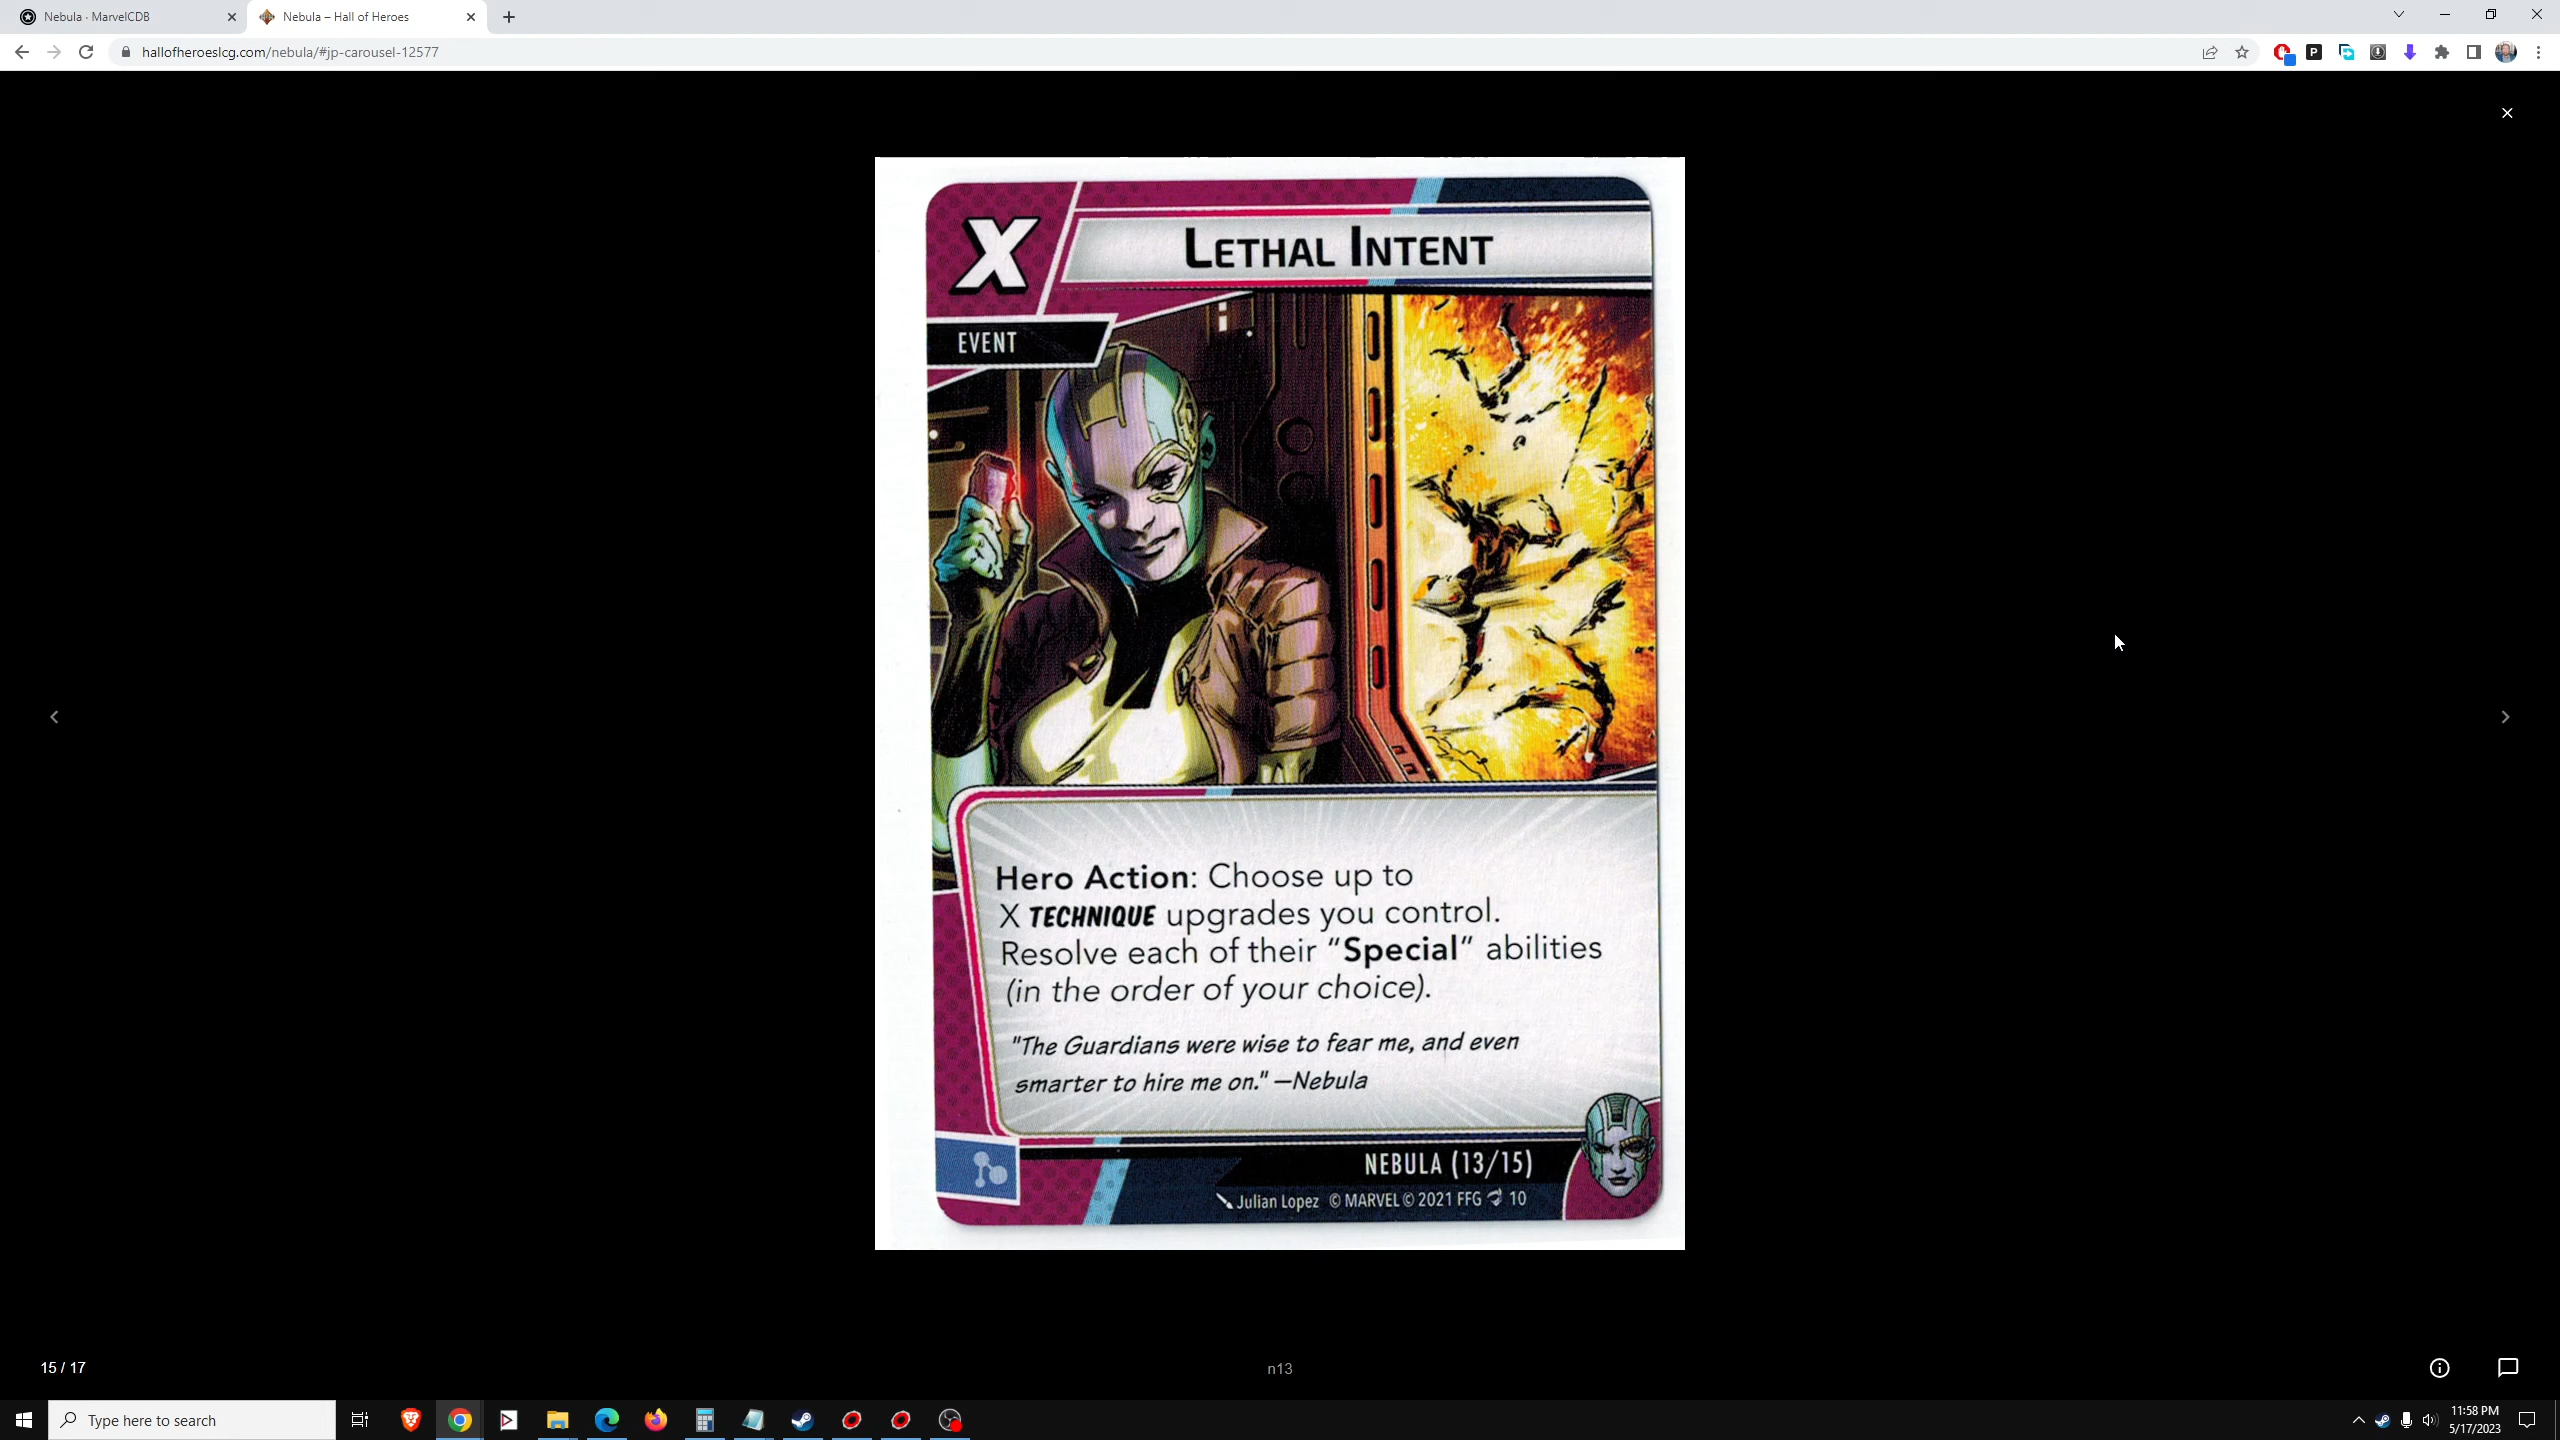 Nebula · MarvelCDB
Nebula – Hall of Heroes
hallofheroeslcg.com/nebula/#jp-carousel-12577
X
LETHAL INTENT
EVENT
Hero Action: Choose up to
X TECHNIQUE upgrades you control.
Resolve each of their “Special” abilities
(in the order of your choice).
"The Guardians were wise to fear me, and even
smarter to hire me on." —Nebula
NEBULA (13/15)
Julian Lopez © MARVEL © 2021 FFG 10
15 / 17
n13
Type here to search
11:58 PM
5/17/2023